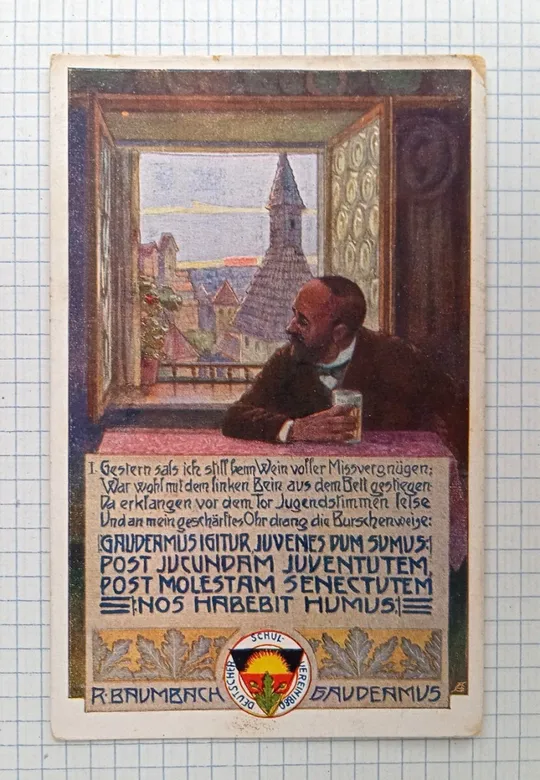 1. Gestern saß ich still beim Wein voller Missvergnügen;
War wohl mit dem linken Bein aus dem Bett gestiegen
Da erklangen vor dem Tor Jugendstimmen leise
Und an mein geschärftes Ohr drang die Burschenweise:
|:GAUDEAMUS IGITUR, JUVENES DUM SUMUS:|
POST JUCUNDAM JUVENTUTEM,
POST MOLESTAM SENECTUTEM
|:NOS HABEBIT HUMUS:|
DEUTSCHER SCHUL-VEREIN 1880
R·BAUMBACH GAUDEAMUS